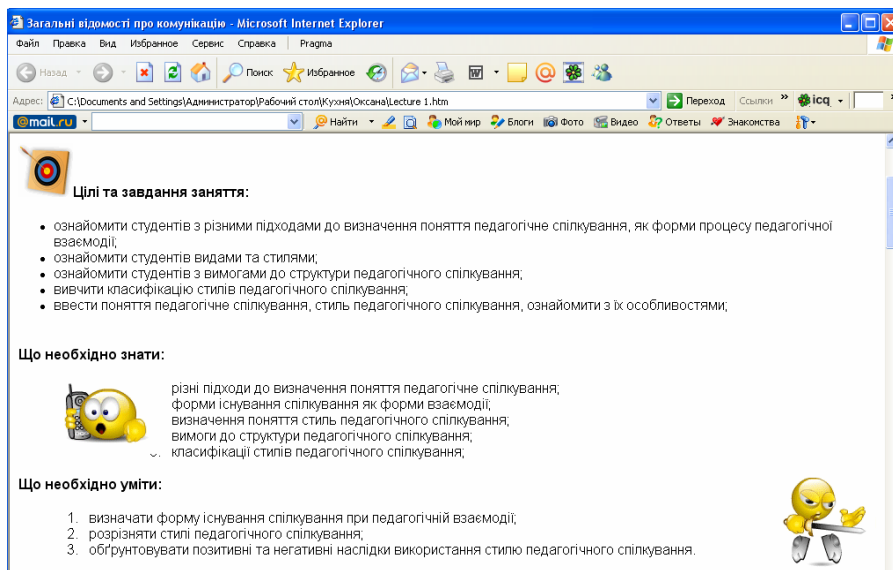 Загальні відомості про комунікацію - Microsoft Internet Explorer
Файл Правка Вид Избранное Сервис Справка Pragma
Назад Поиск Избранное
Адрес: C:\Documents and Settings\Администратор\Рабочий стол\Кухня\Оксана\Lecture 1.htm Переход Ссылки » icq
@mail.ru Найти Мой мир Блоги Фото Видео Ответы Знакомства
Цілі та завдання заняття:
• ознайомити студентів з різними підходами до визначення поняття педагогічне спілкування, як форми процесу педагогічної
взаємодії;
• ознайомити студентів видами та стилями;
• ознайомити студентів з вимогами до структури педагогічного спілкування;
• вивчити класифікацію стилів педагогічного спілкування;
• ввести поняття педагогічне спілкування, стиль педагогічного спілкування, ознайомити з їх особливостями;
Що необхідно знати:
різні підходи до визначення поняття педагогічне спілкування;
форми існування спілкування як форми взаємодії;
визначення поняття стиль педагогічного спілкування;
вимоги до структури педагогічного спілкування;
класифікації стилів педагогічного спілкування;
Що необхідно уміти:
1. визначати форму існування спілкування при педагогічній взаємодії;
2. розрізняти стилі педагогічного спілкування;
3. обґрунтовувати позитивні та негативні наслідки використання стилю педагогічного спілкування.